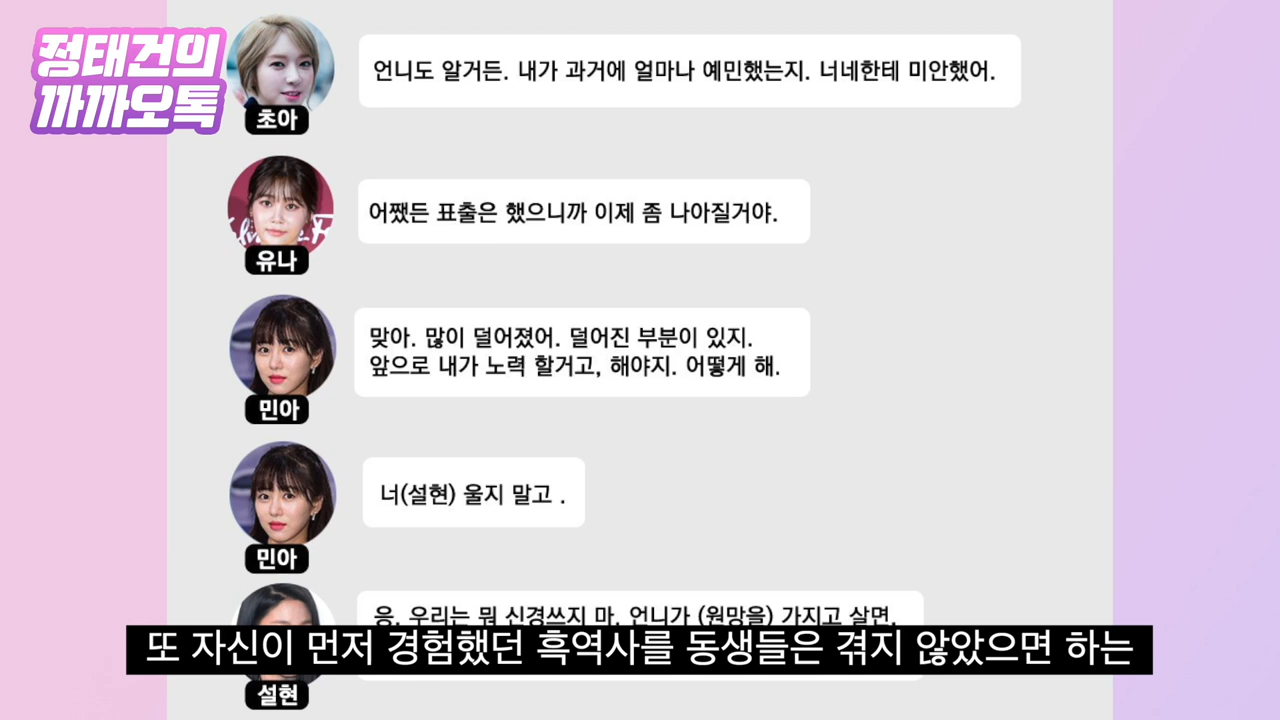 정태건의
까까오톡
초아
언니도 알거든. 내가 과거에 얼마나 예민했는지. 너네한테 미안했어.
유나
어쨌든 표출은 했으니까 이제 좀 나아질거야.
민아
맞아. 많이 덜어졌어. 덜어진 부분이 있지.
앞으로 내가 노력 할거고, 해야지. 어떻게 해.
민아
너(설현) 울지 말고 .
설현
응. 우리는 뭐 신경쓰지 마. 언니가 (원망을) 가지고 살면,
또 자신이 먼저 경험했던 흑역사를 동생들은 겪지 않았으면 하는